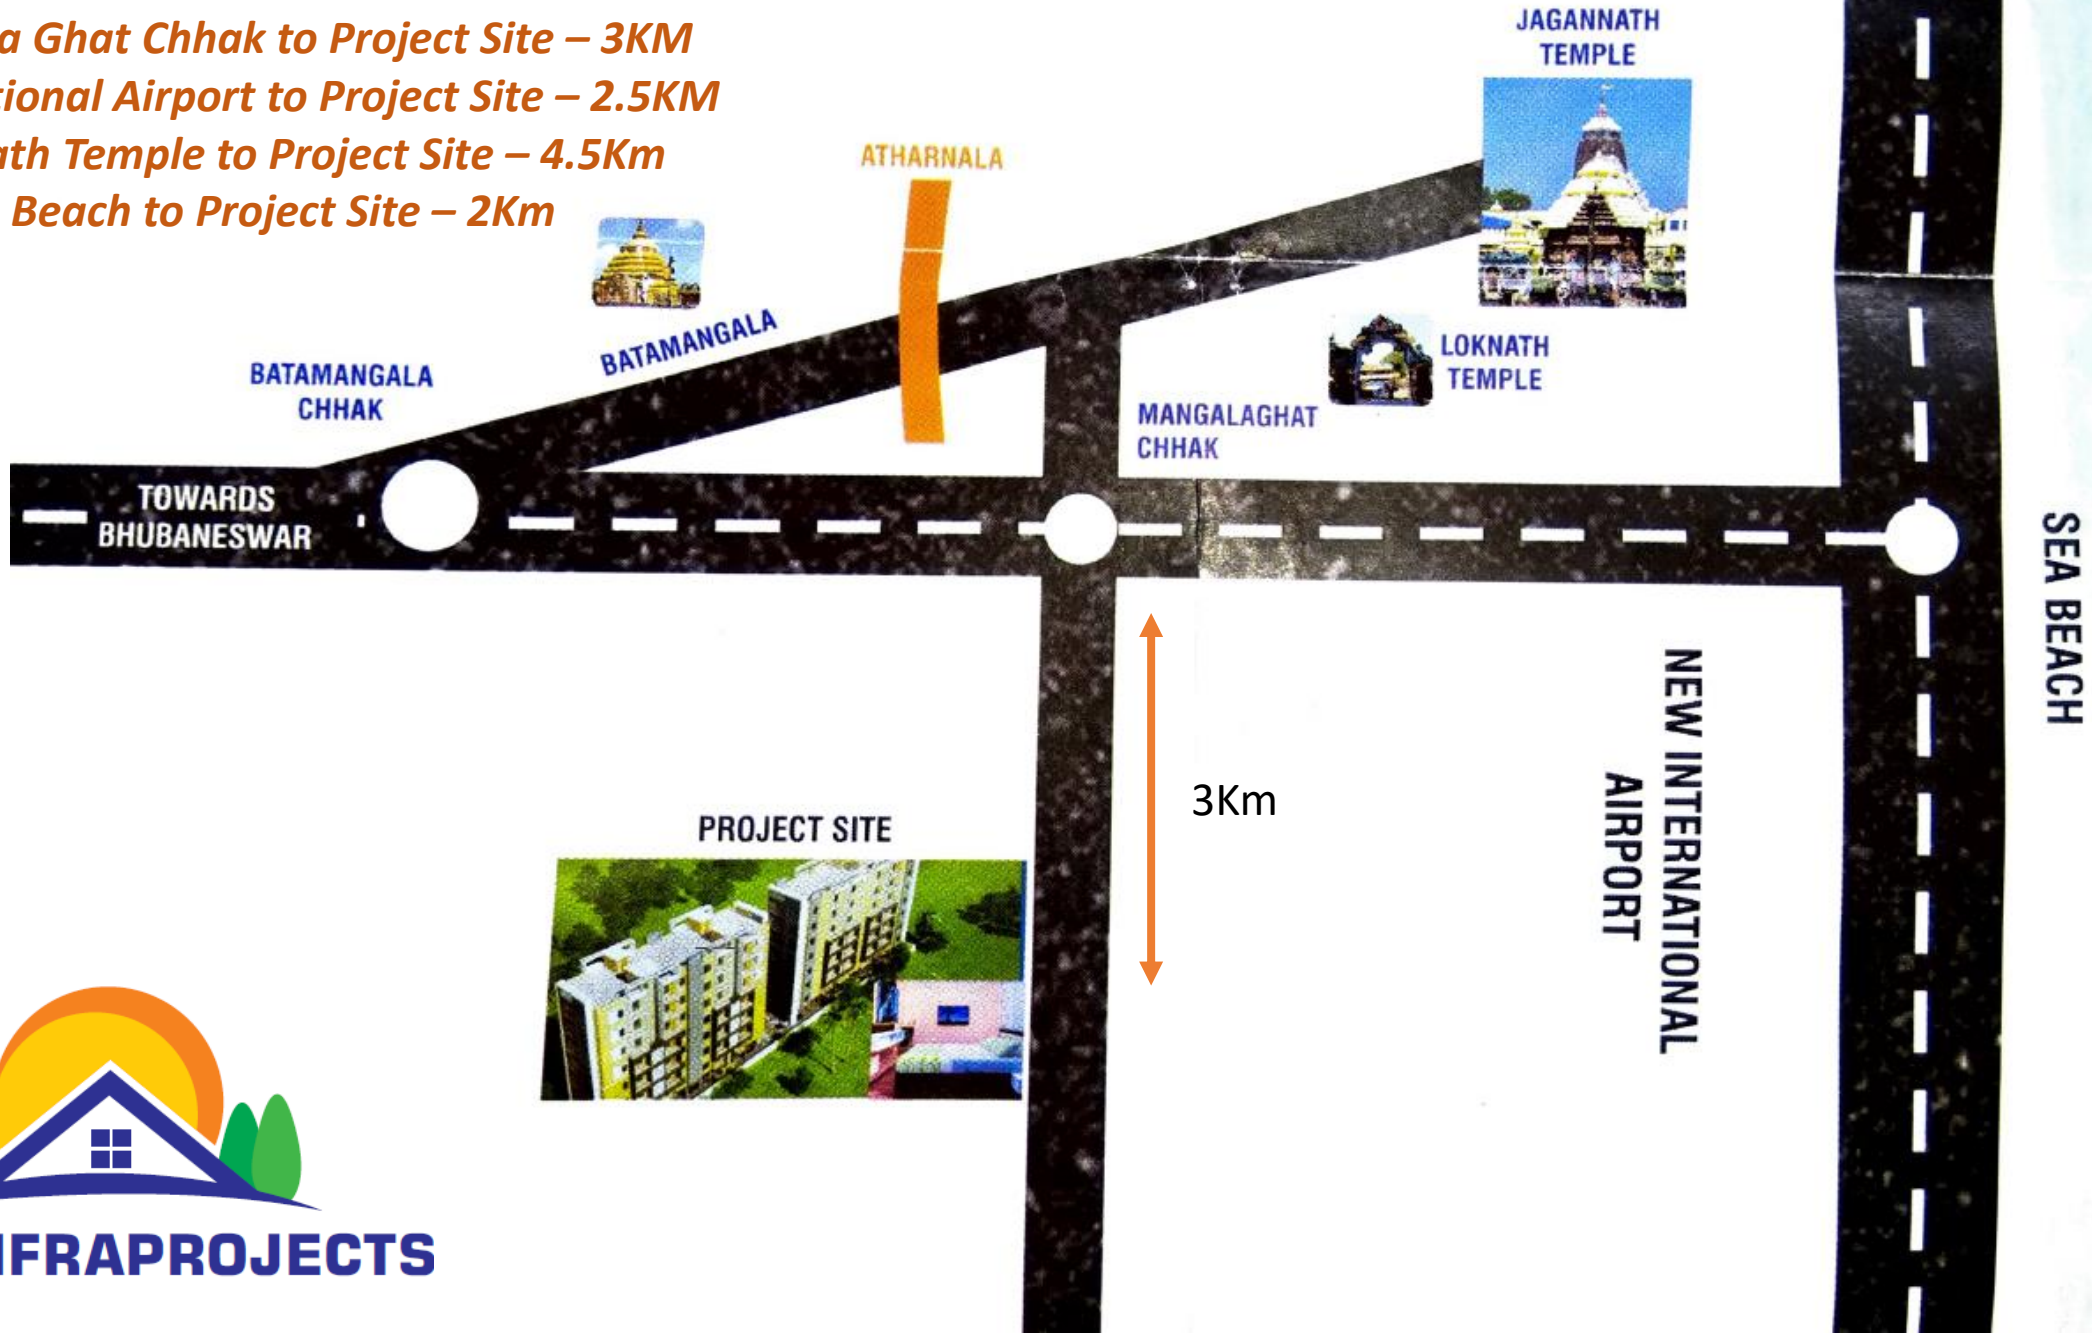 a Ghat Chhak to Project Site – 3KM
tional Airport to Project Site – 2.5KM
ath Temple to Project Site – 4.5Km
Beach to Project Site – 2Km
JAGANNATH
TEMPLE
ATHARNALA
BATAMANGALA
BATAMANGALA
CHHAK
LOKNATH
TEMPLE
MANGALAGHAT
CHHAK
TOWARDS
BHUBANESWAR
SEA BEACH
NEW INTERNATIONAL
AIRPORT
3Km
PROJECT SITE
NFRAPROJECTS